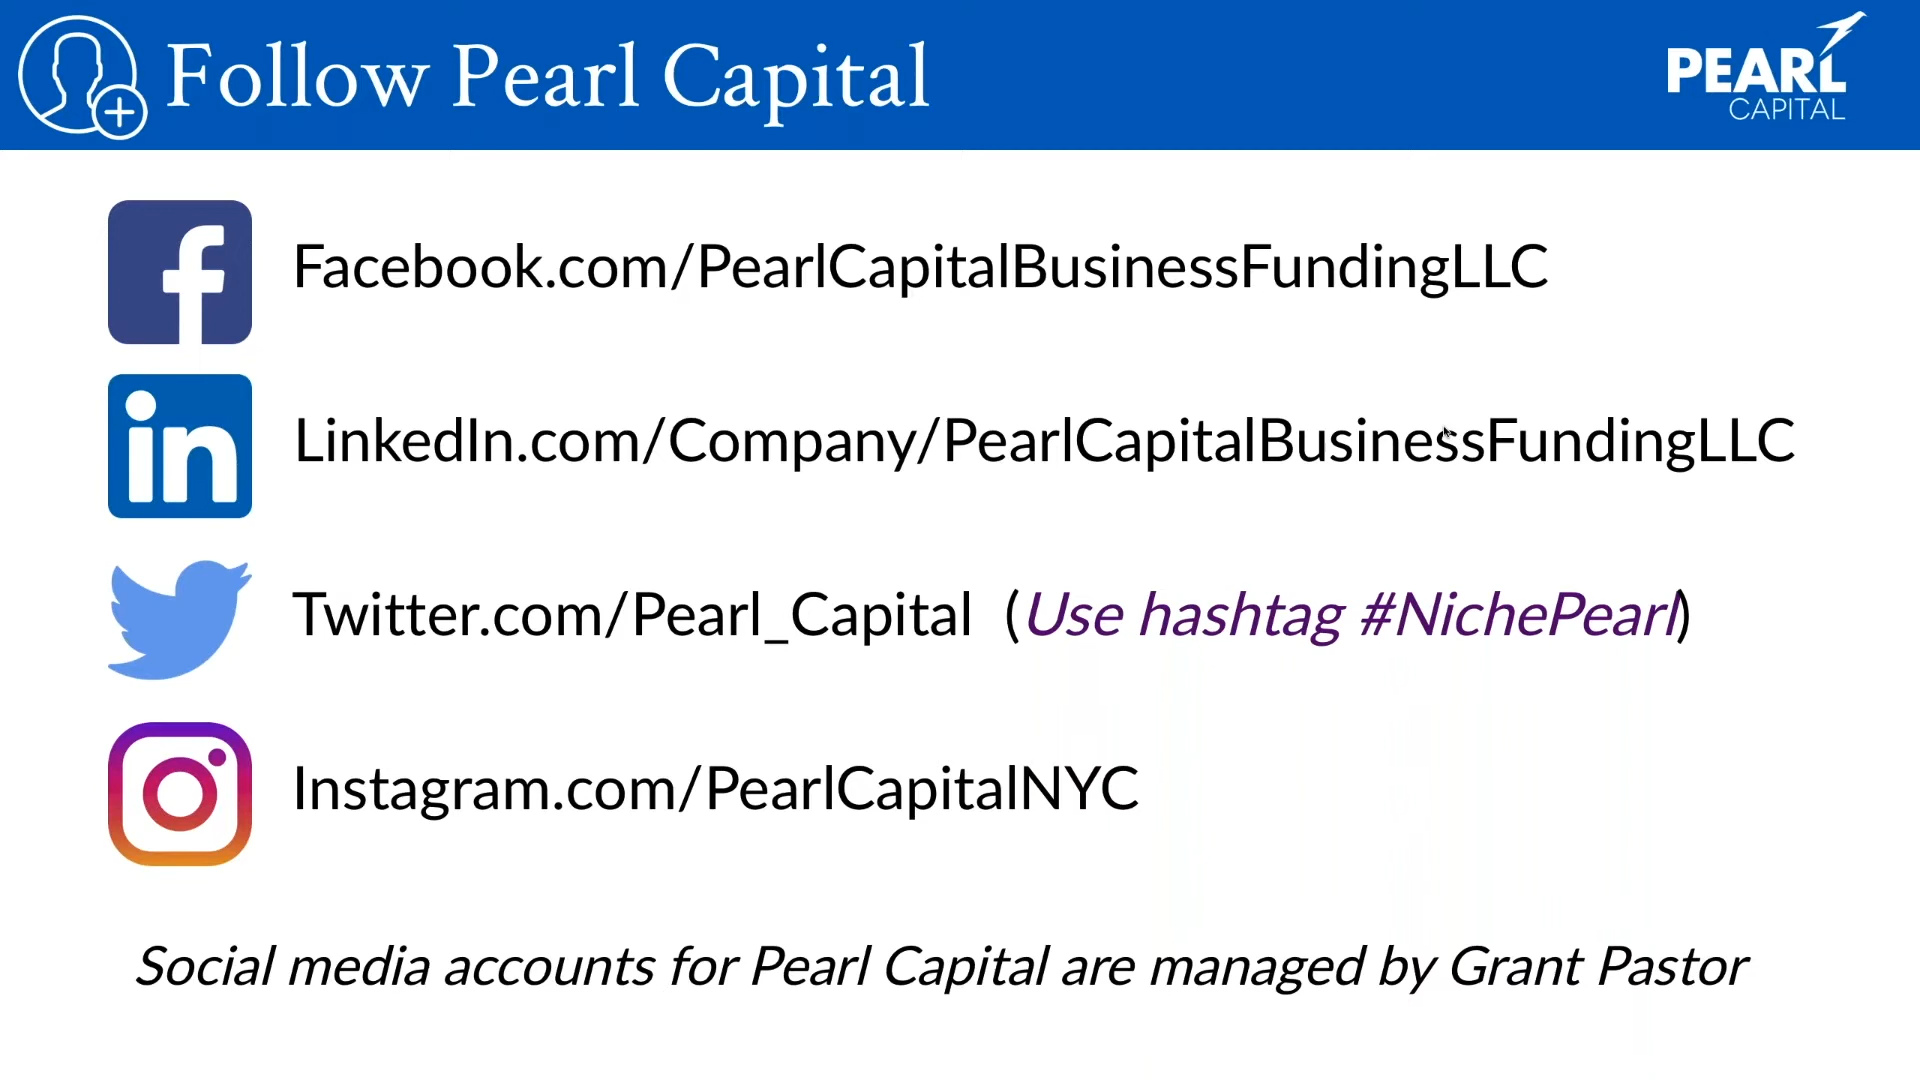 Follow Pearl Capital
PEARL
CAPITAL
Facebook.com/PearlCapitalBusinessFundingLLC
LinkedIn.com/Company/PearlCapitalBusinessFundingLLC
Twitter.com/Pearl_Capital (Use hashtag #NichePearl)
Instagram.com/PearlCapitalNYC
Social media accounts for Pearl Capital are managed by Grant Pastor